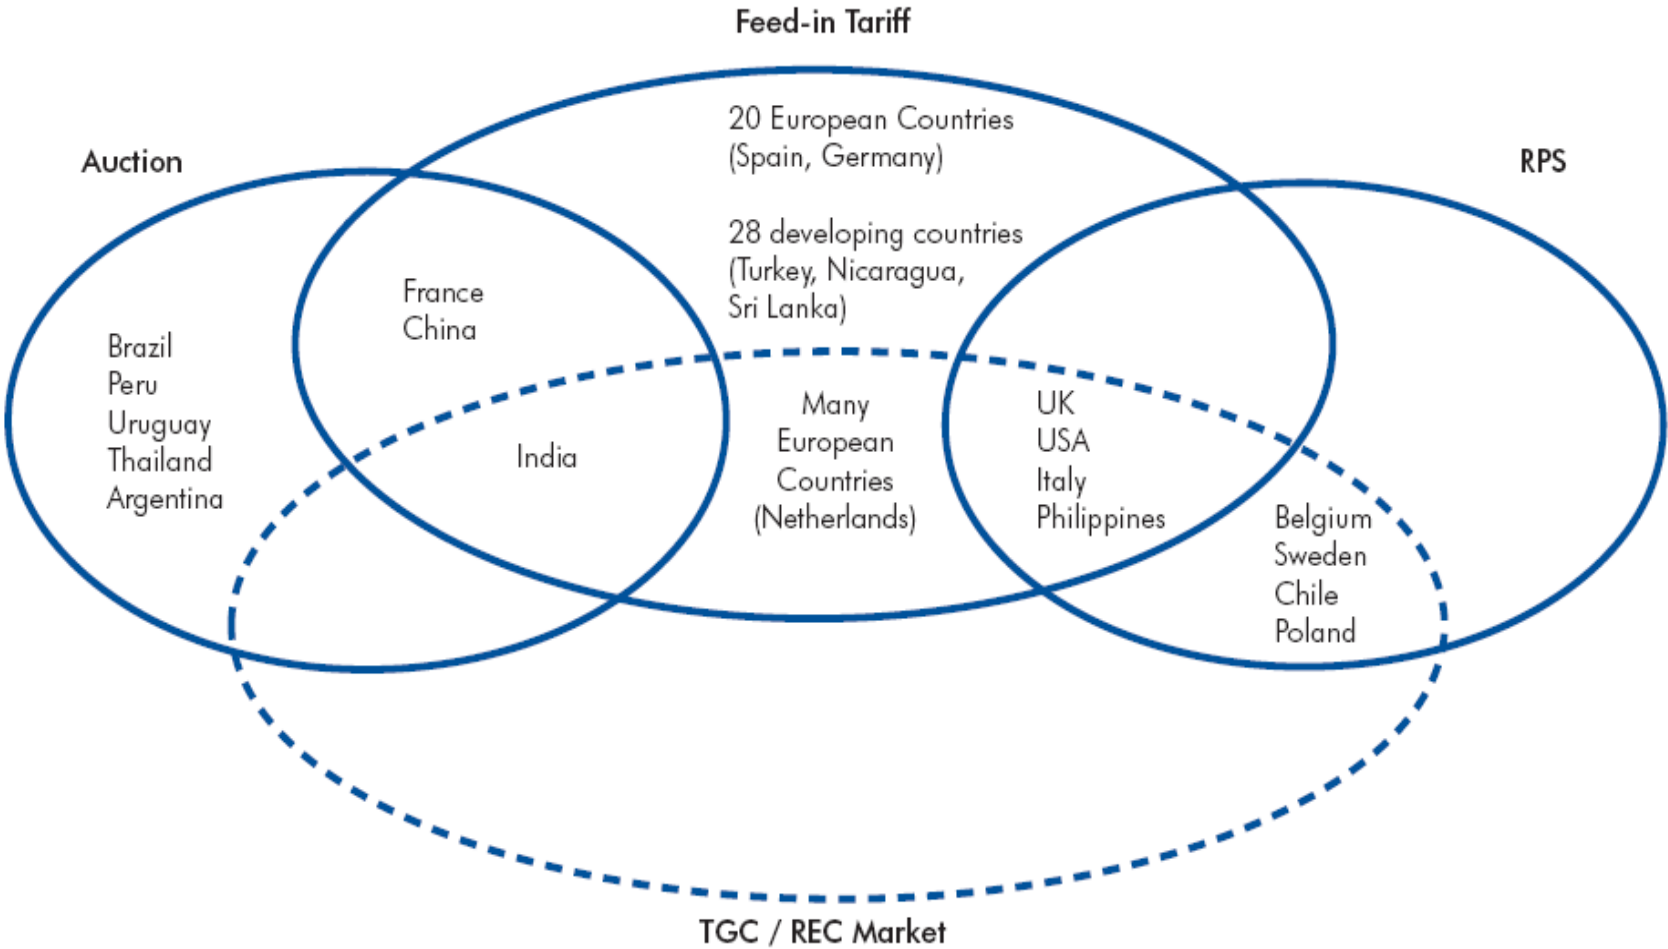 Feed-in Tariff
20 European Countries
(Spain, Germany)
28 developing countries
(Turkey, Nicaragua,
Sri Lanka)
Auction
RPS
France
China
Brazil
Peru
Uruguay
Thailand
Argentina
India
Many
European
Countries
(Netherlands)
UK
USA
Italy
Philippines
Belgium
Sweden
Chile
Poland
TGC / REC Market